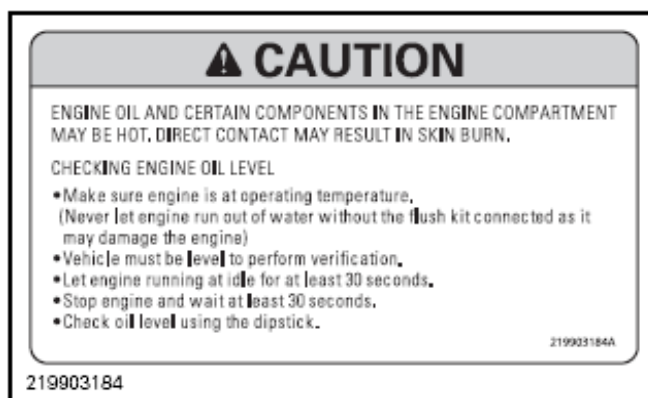 ⚠ CAUTION
ENGINE OIL AND CERTAIN COMPONENTS IN THE ENGINE COMPARTMENT
MAY BE HOT. DIRECT CONTACT MAY RESULT IN SKIN BURN.
CHECKING ENGINE OIL LEVEL
•Make sure engine is at operating temperature.
(Never let engine run out of water without the flush kit connected as it
may damage the engine)
•Vehicle must be level to perform verification.
•Let engine running at idle for at least 30 seconds.
•Stop engine and wait at least 30 seconds.
•Check oil level using the dipstick.
219903184A
219903184